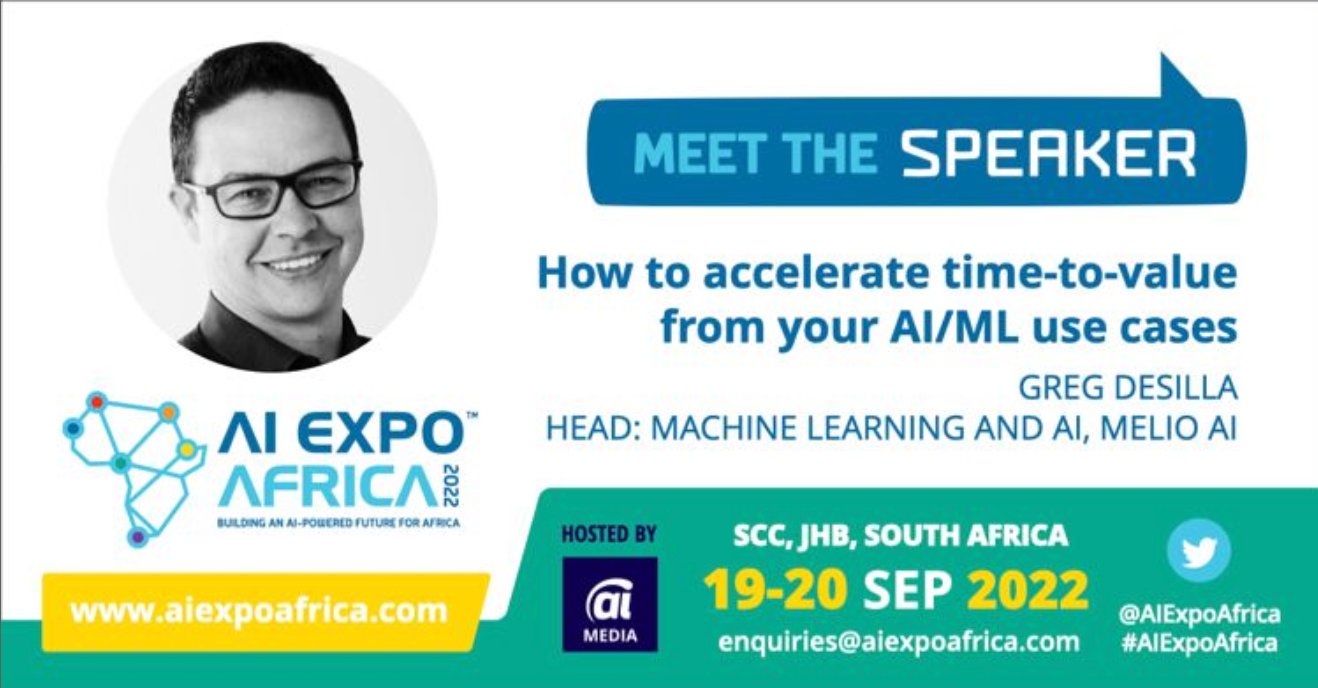 MEET THE SPEAKER
How to accelerate time-to-value
from your AI/ML use cases
GREG DESILLA
HEAD: MACHINE LEARNING AND AI, MELIO AI
AI EXPO™
AFRICA 2022
BUILDING AN AI-POWERED FUTURE FOR AFRICA
www.aiexpoafrica.com
HOSTED BY
ai
MEDIA
SCC, JHB, SOUTH AFRICA
19-20 SEP 2022
enquiries@aiexpoafrica.com
@AIExpoAfrica
#AIExpoAfrica